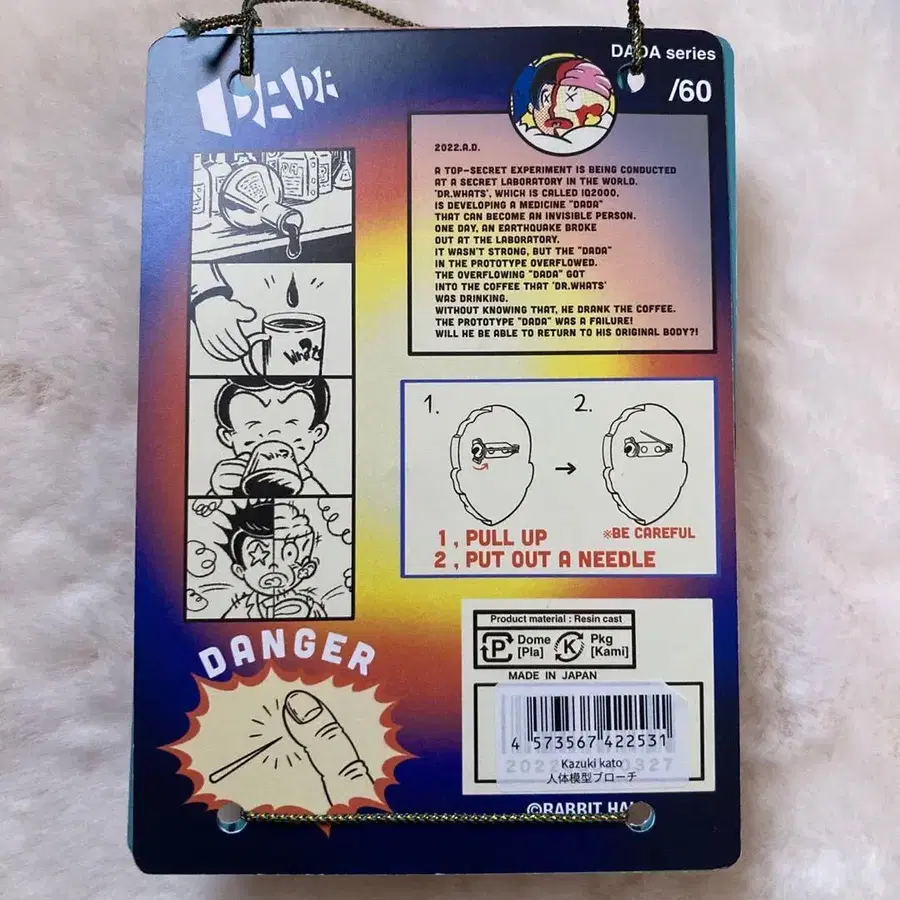 DADA
DADA series
/60
2022.A.D.
A TOP-SECRET EXPERIMENT IS BEING CONDUCTED
AT A SECRET LABORATORY IN THE WORLD.
'DR.WHATS', WHICH IS CALLED IQ2000,
IS DEVELOPING A MEDICINE "DADA"
THAT CAN BECOME AN INVISIBLE PERSON.
ONE DAY, AN EARTHQUAKE BROKE
OUT AT THE LABORATORY.
IT WASN'T STRONG, BUT THE "DADA"
IN THE PROTOTYPE OVERFLOWED.
THE OVERFLOWING "DADA" GOT
INTO THE COFFEE THAT 'DR.WHATS'
WAS DRINKING.
WITHOUT KNOWING THAT, HE DRANK THE COFFEE.
THE PROTOTYPE "DADA" WAS A FAILURE!
WILL HE BE ABLE TO RETURN TO HIS ORIGINAL BODY?!
1.
2.
→
1, PULL UP
※BE CAREFUL
2, PUT OUT A NEEDLE
DANGER
Product material : Resin cast
P Dome [Pla]
K Pkg [Kami]
MADE IN JAPAN
4 573567 422531
2022 0327
Kazuki kato
人体模型ブローチ
©RABBIT